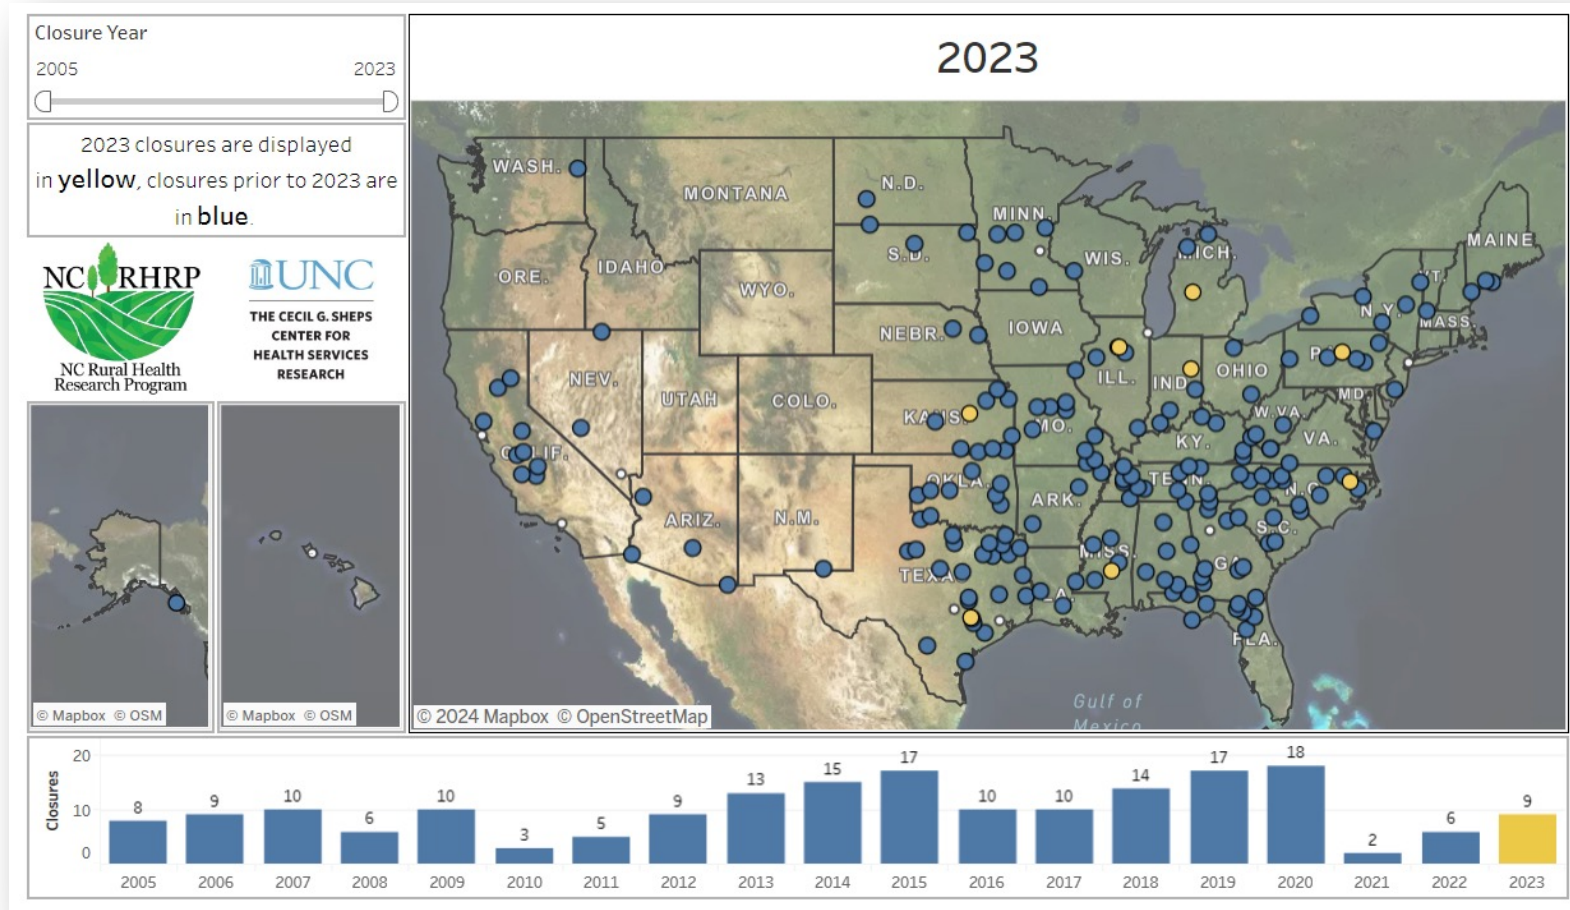 Closure Year
2005 2023
2023 closures are displayed
in yellow, closures prior to 2023 are
in blue.
NC RHRP
NC Rural Health
Research Program
UNC
THE CECIL G. SHEPS
CENTER FOR
HEALTH SERVICES
RESEARCH
© Mapbox © OSM
© Mapbox © OSM
2023
WASH.
MONTANA
N.D.
MINN.
MAINE
ORE.
IDAHO
S.D.
WIS.
MICH.
VT.
WYO.
N.Y.
MASS.
NEBR.
IOWA
NEV.
UTAH
COLO.
ILL.
IND
OHIO
MD.
KANS.
MO.
W.VA.
KY.
VA.
CALIF.
OKLA.
TENN.
N.C.
ARIZ.
N.M.
ARK.
S.C.
MISS.
GA.
TEXA
LA.
FLA.
Gulf of
Mexico
© 2024 Mapbox © OpenStreetMap
Closures
20
10
0
8 9 10 6 10 3 5 9 13 15 17 10 10 14 17 18 2 6 9
2005 2006 2007 2008 2009 2010 2011 2012 2013 2014 2015 2016 2017 2018 2019 2020 2021 2022 2023